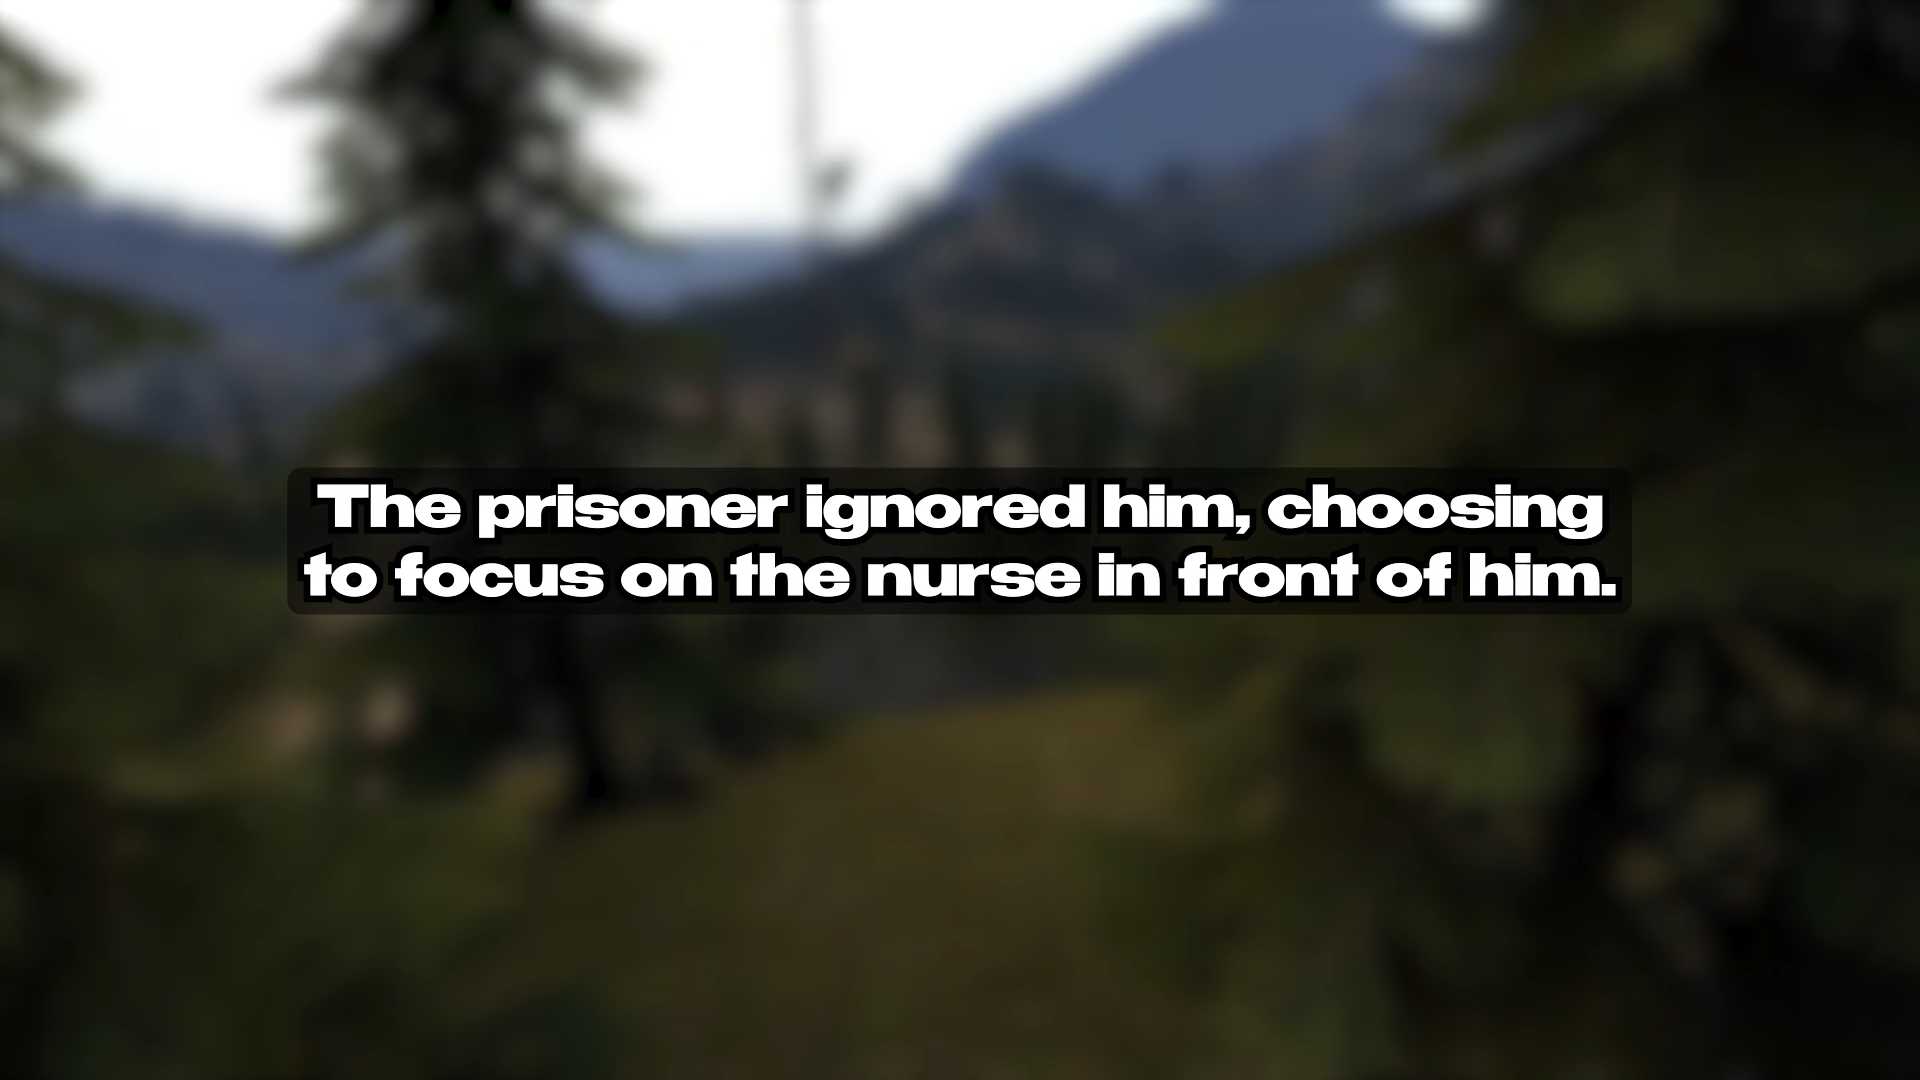 The prisoner ignored him, choosing
to focus on the nurse in front of him.